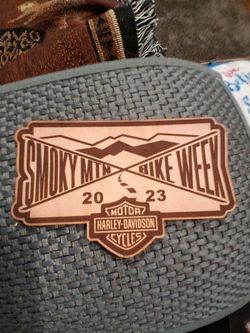 SMOKY MTN BIKE WEEK
2023
MOTOR
HARLEY-DAVIDSON
CYCLES